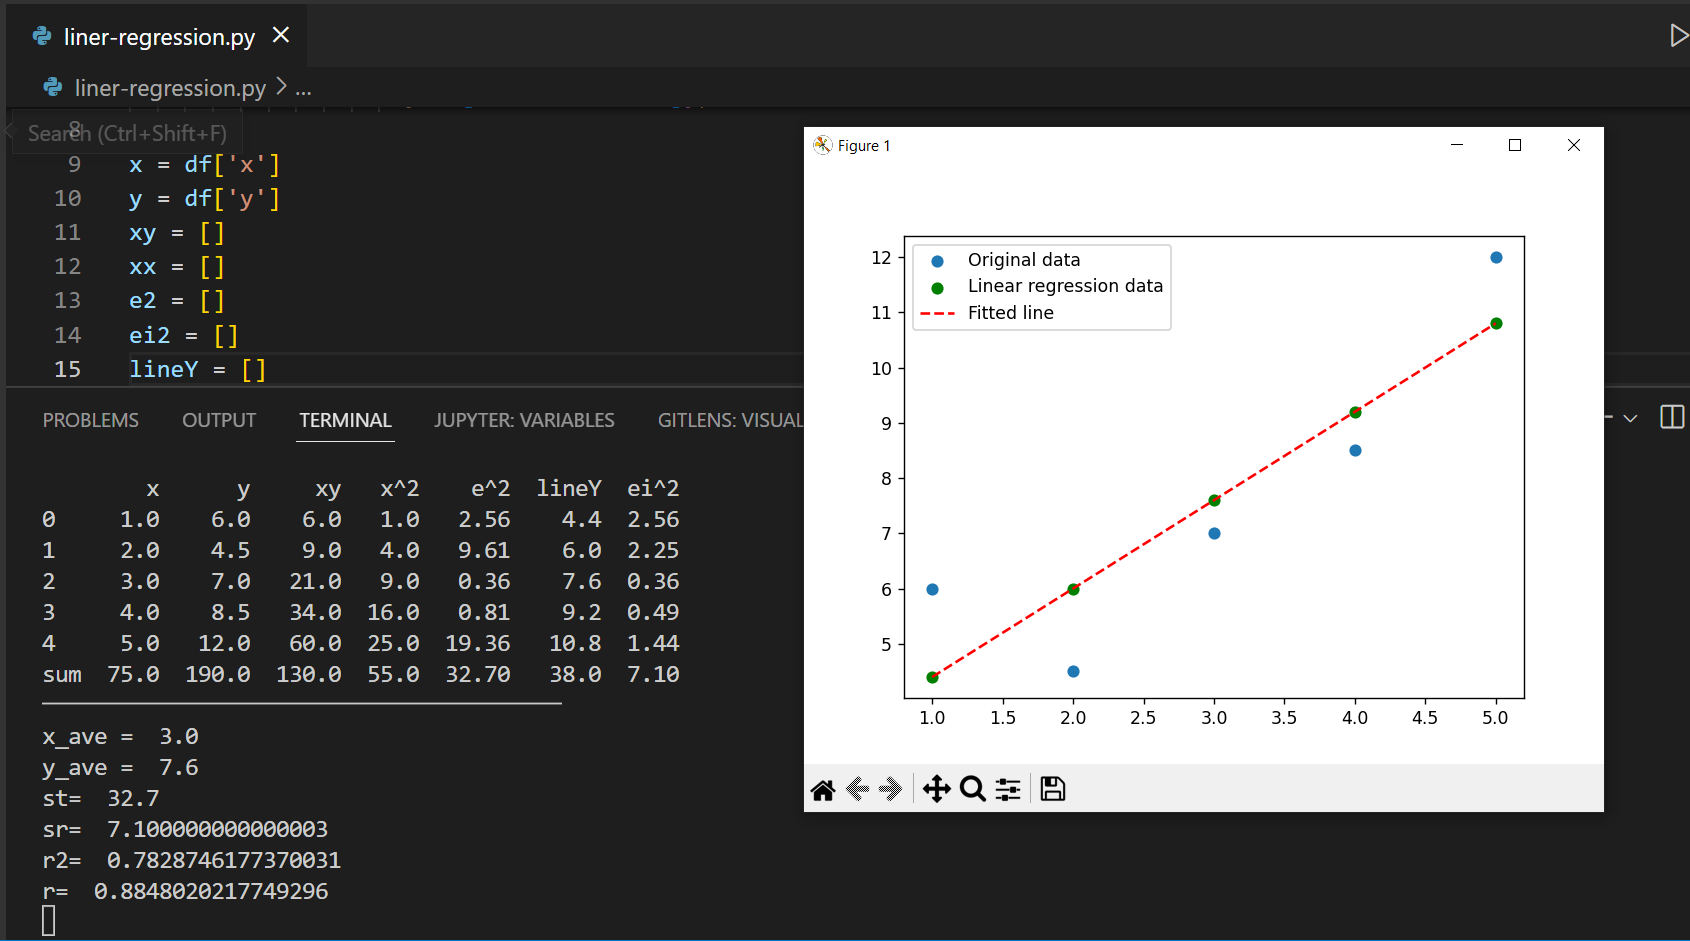 liner-regression.py
liner-regression.py > ...
Search (Ctrl+Shift+F)
8
9 x = df['x']
10 y = df['y']
11 xy = []
12 xx = []
13 e2 = []
14 ei2 = []
15 lineY = []
PROBLEMS OUTPUT TERMINAL JUPYTER: VARIABLES GITLENS: VISUAL
x y xy x^2 e^2 lineY ei^2
0 1.0 6.0 6.0 1.0 2.56 4.4 2.56
1 2.0 4.5 9.0 4.0 9.61 6.0 2.25
2 3.0 7.0 21.0 9.0 0.36 7.6 0.36
3 4.0 8.5 34.0 16.0 0.81 9.2 0.49
4 5.0 12.0 60.0 25.0 19.36 10.8 1.44
sum 75.0 190.0 130.0 55.0 32.70 38.0 7.10
x_ave = 3.0
y_ave = 7.6
st= 32.7
sr= 7.100000000000003
r2= 0.7828746177370031
r= 0.8848020217749296
Figure 1
Original data
Linear regression data
Fitted line
12
11
10
9
8
7
6
5
1.0 1.5 2.0 2.5 3.0 3.5 4.0 4.5 5.0